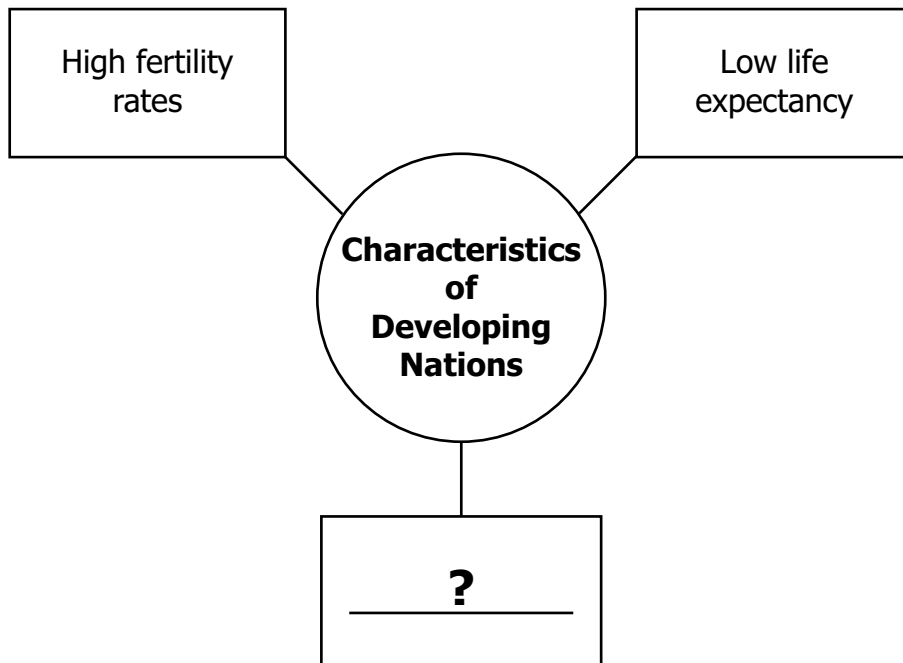 High fertility
rates
Low life
expectancy
Characteristics
of
Developing
Nations
?